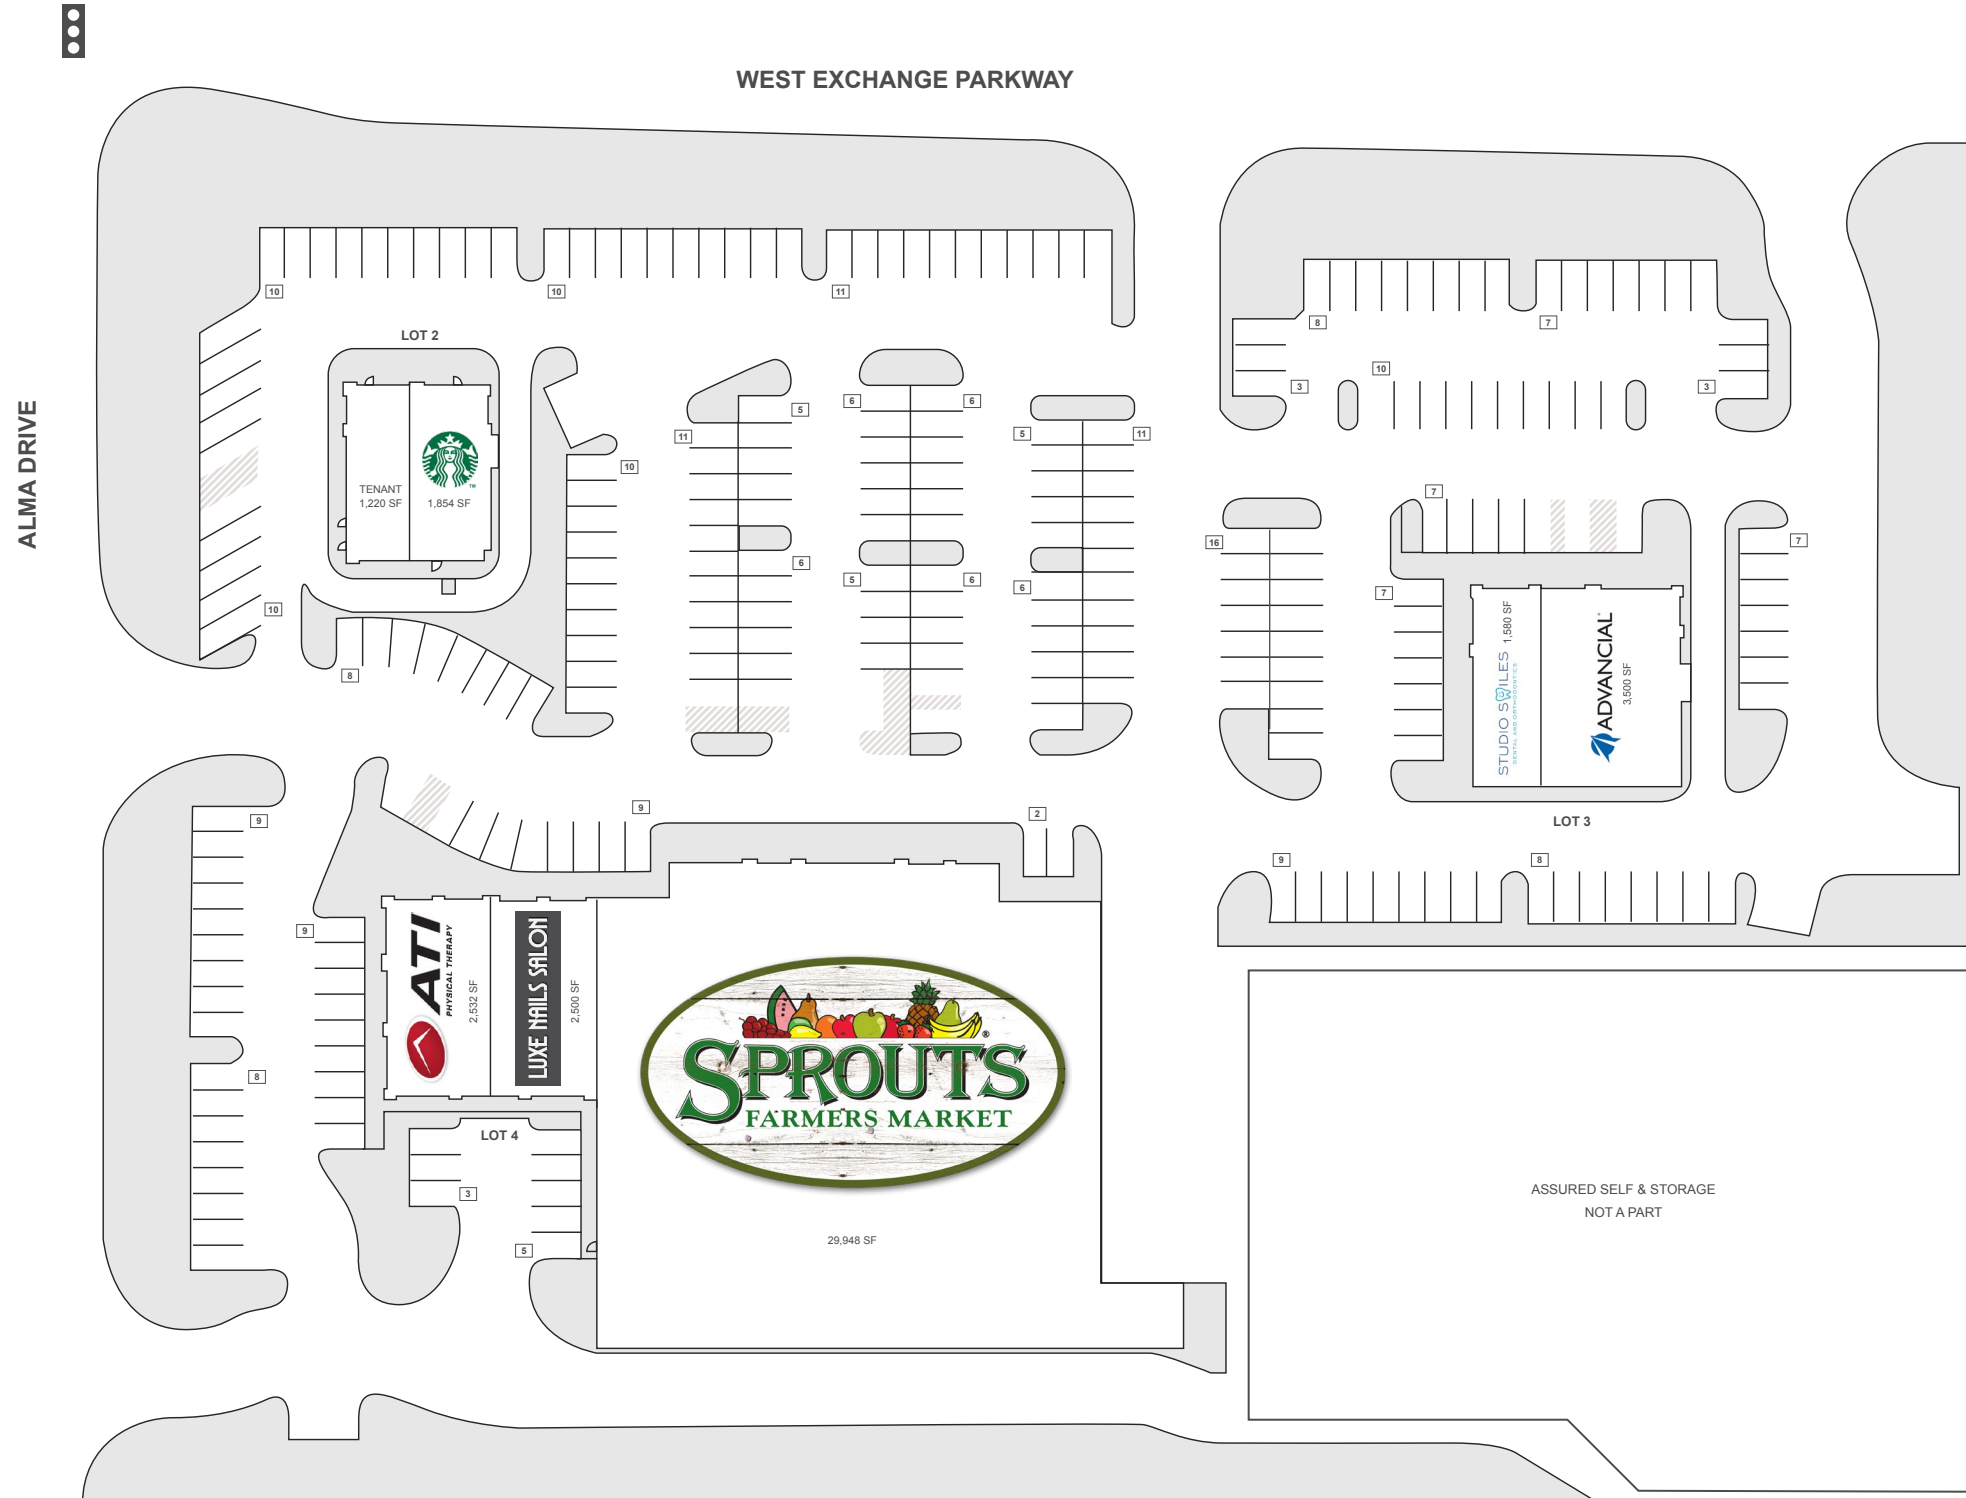 WEST EXCHANGE PARKWAY
ALMA DRIVE
10
10
11
8
7
LOT 2
10
3
3
5
6
6
11
5
11
10
TENANT
1,220 SF
1,854 SF
TM
7
16
7
6
5
6
6
7
10
8
STUDIO SMILES
DENTAL AND ORTHODONTICS
1,580 SF
ADVANCIAL
3,500 SF
9
9
2
LOT 3
9
8
9
ATI
PHYSICAL THERAPY
2,532 SF
LUXE NAILS SALON
2,500 SF
SPROUTS ®
FARMERS MARKET
8
LOT 4
3
5
29,948 SF
ASSURED SELF & STORAGE
NOT A PART